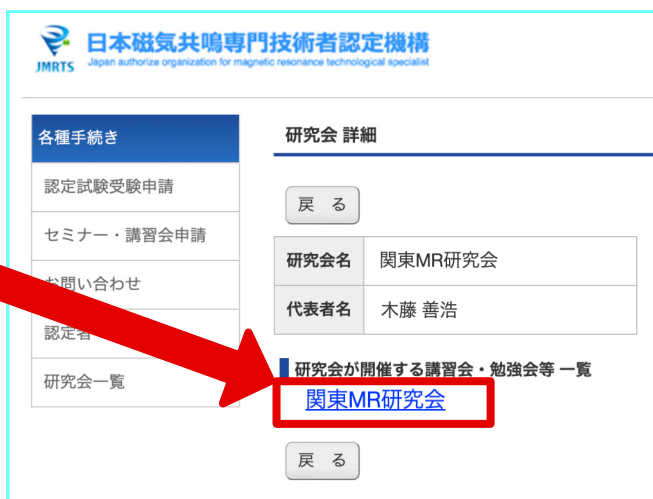 日本磁気共鳴専門技術者認定機構
JMRTS
Japan authorize organization for magnetic resonance technological specialist
各種手続き
認定試験受験申請
セミナー・講習会申請
お問い合わせ
認定者
研究会一覧
研究会 詳細
戻 る
研究会名 関東MR研究会
代表者名 木藤 善浩
研究会が開催する講習会・勉強会等 一覧
関東MR研究会
戻 る